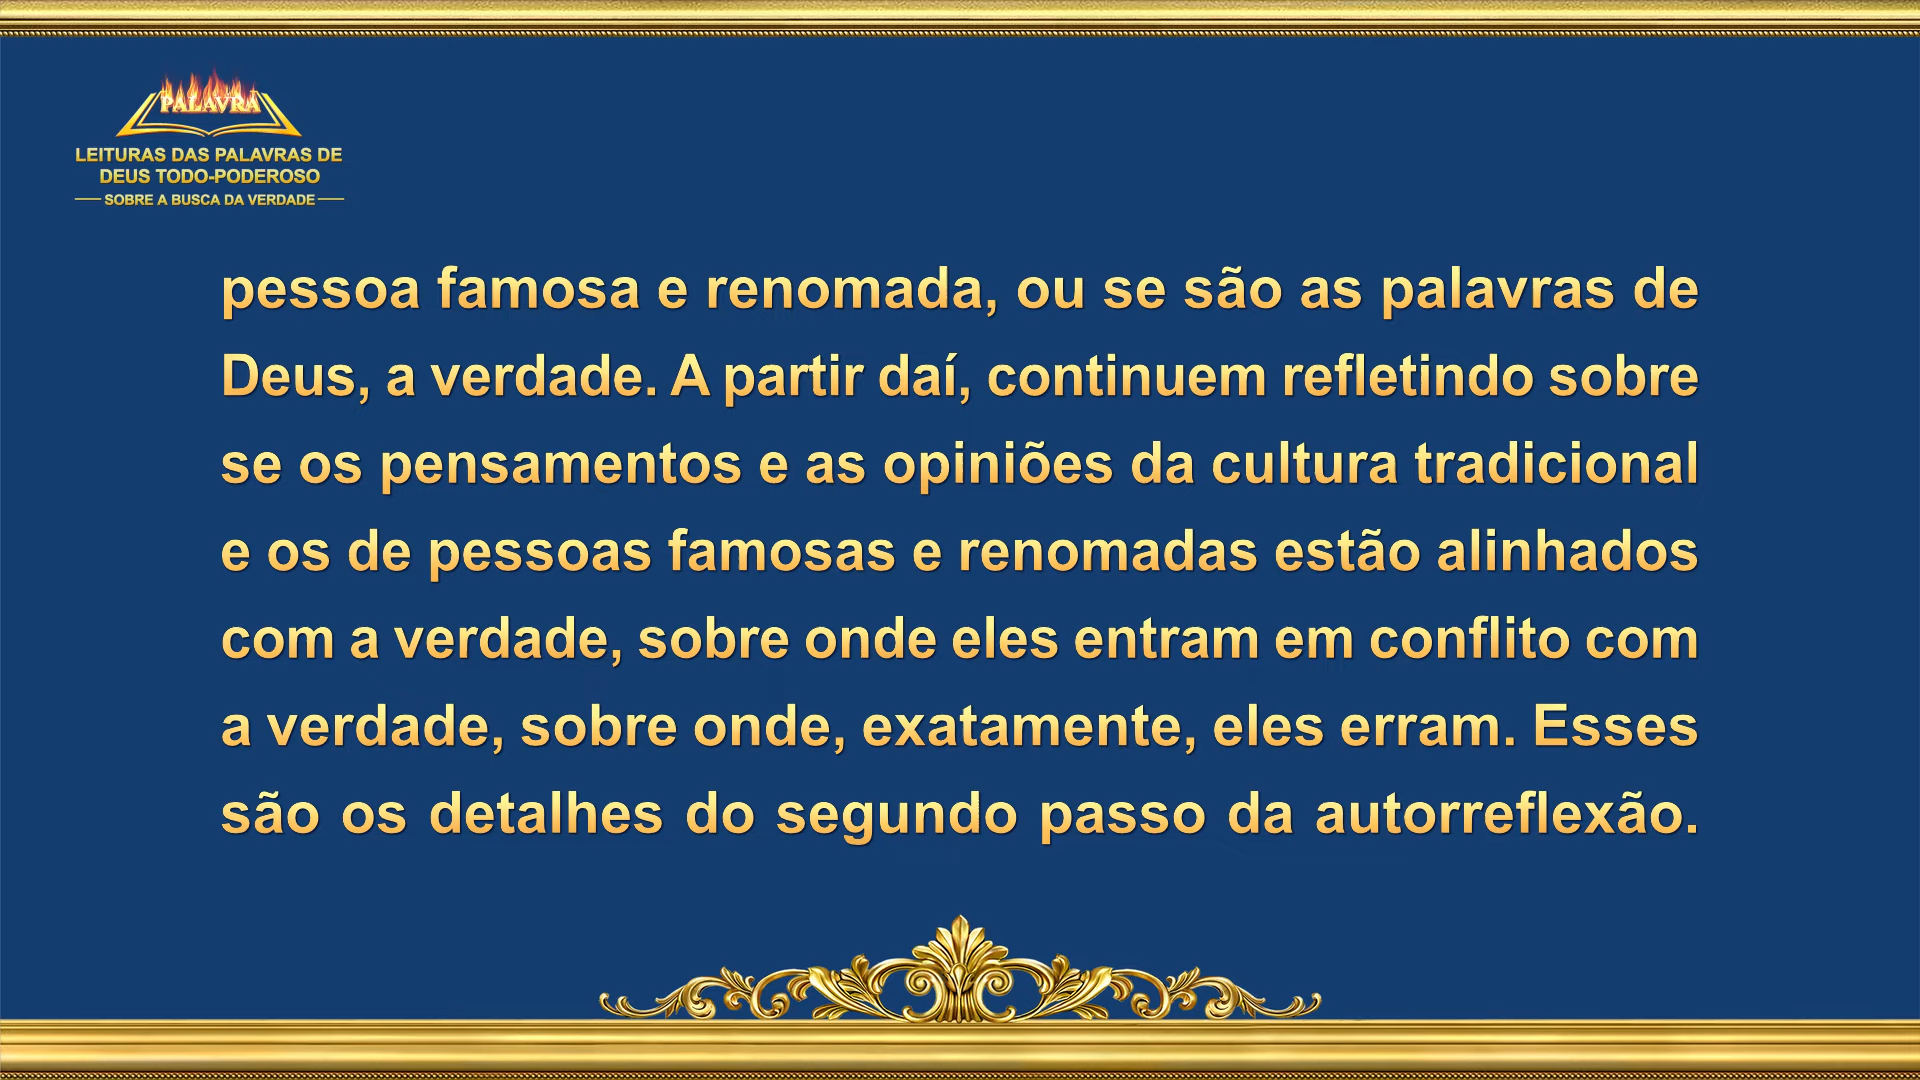 PALAVRA
LEITURAS DAS PALAVRAS DE
DEUS TODO-PODEROSO
SOBRE A BUSCA DA VERDADE
pessoa famosa e renomada, ou se são as palavras de
Deus, a verdade. A partir daí, continuem refletindo sobre
se os pensamentos e as opiniões da cultura tradicional
e os de pessoas famosas e renomadas estão alinhados
com a verdade, sobre onde eles entram em conflito com
a verdade, sobre onde, exatamente, eles erram. Esses
são os detalhes do segundo passo da autorreflexão.